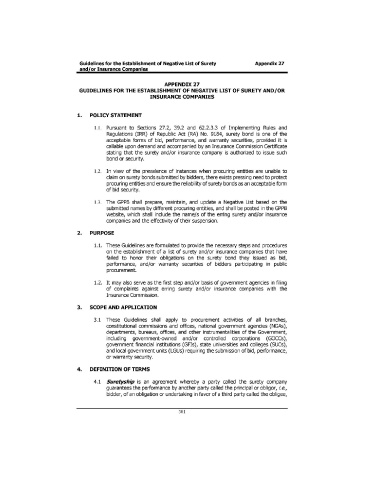 Guidelines for the Establishment of Negative List of Surety Appendix 27
and/or Insurance Companies
APPENDIX 27
GUIDELINES FOR THE ESTABLISHMENT OF NEGATIVE LIST OF SURETY AND/OR
INSURANCE COMPANIES
1. POLICY STATEMENT
1.1 Pursuant to Sections 27.2, 39.2 and 62.2.3.3 of Implementing Rules and
Regulations (IRR) of Republic Act (RA) No. 9184, surety bond is one of the
acceptable forms of bid, performance, and warranty securities, provided it is
callable upon demand and accompanied by an Insurance Commission Certificate
stating that the surety and/or insurance company is authorized to issue such
bond or security.
1.2 In view of the prevalence of instances when procuring entities are unable to
claim on surety bonds submitted by bidders, there exists pressing need to protect
procuring entities and ensure the reliability of surety bonds as an acceptable form
of bid security.
1.3 The GPPB shall prepare, maintain, and update a Negative List based on the
submitted names by different procuring entities, and shall be posted in the GPPB
website, which shall include the name/s of the erring surety and/or insurance
companies and the effectivity of their suspension.
2. PURPOSE
1.1. These Guidelines are formulated to provide the necessary steps and procedures
on the establishment of a list of surety and/or insurance companies that have
failed to honor their obligations on the surety bond they issued as bid,
performance, and/or warranty securities of bidders participating in public
procurement.
1.2. It may also serve as the first step and/or basis of government agencies in filing
of complaints against erring surety and/or insurance companies with the
Insurance Commission.
3. SCOPE AND APPLICATION
3.1 These Guidelines shall apply to procurement activities of all branches,
constitutional commissions and offices, national government agencies (NGAs),
departments, bureaus, offices, and other instrumentalities of the Government,
including government-owned and/or controlled corporations (GOCCs),
government financial institutions (GFIs), state universities and colleges (SUCs),
and local government units (LGUs) requiring the submission of bid, performance,
or warranty security.
4. DEFINITION OF TERMS
4.1 Suretyship is an agreement whereby a party called the surety company
guarantees the performance by another party called the principal or obligor, i.e.,
bidder, of an obligation or undertaking in favor of a third party called the obligee,